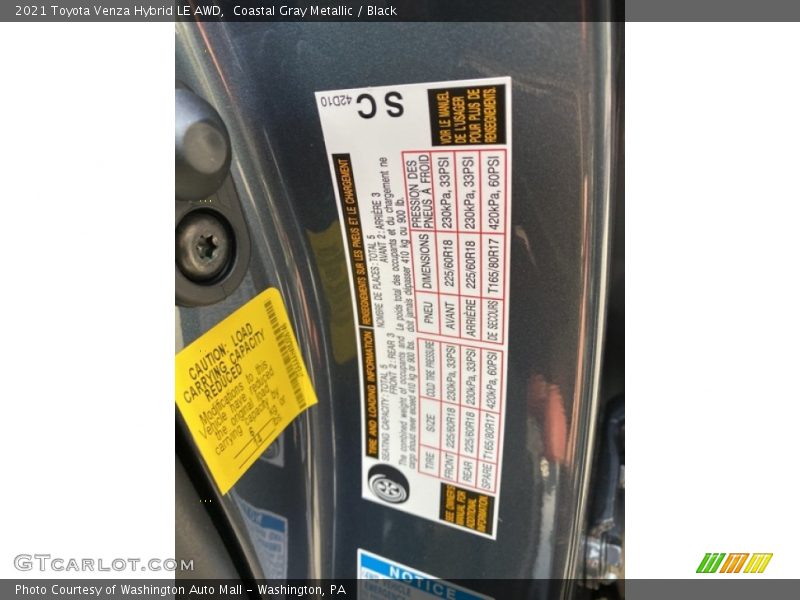 2021 Toyota Venza Hybrid LE AWD,  Coastal Gray Metallic / Black
42D10
SC
TIRE AND LOADING INFORMATION
RENSEIGNEMENTS SUR LES PNEUS ET LE CHARGEMENT
SEATING CAPACITY : TOTAL 5
FRONT 2 : REAR 3
The combined weight of occupants and
cargo should never exceed 410 kg or 900 lbs.
NOMBRE DE PLACES : TOTAL 5
AVANT 2 : ARRIÈRE 3
Le poids total des occupants et du chargement ne
doit jamais dépasser 410 kg ou 900 lb.
TIRE SIZE COLD TIRE PRESSURE
FRONT 225/60R18 230kPa, 33PSI
REAR 225/60R18 230kPa, 33PSI
SPARE T165/80R17 420kPa, 60PSI
PNEU DIMENSIONS PRESSION DES PNEUS À FROID
AVANT 225/60R18 230kPa, 33PSI
ARRIÈRE 225/60R18 230kPa, 33PSI
DE SECOURS T165/80R17 420kPa, 60PSI
SEE OWNER'S
MANUAL FOR
ADDITIONAL
INFORMATION
VOIR LE MANUEL
DE L'USAGER
POUR PLUS DE
RENSEIGNEMENTS
CAUTION- LOAD
CARRYING CAPACITY
REDUCED
Modifications to this
Vehicle have reduced
the original load
carrying capacity by
kg or
NOTICE
GTCarLot.com
Photo Courtesy of Washington Auto Mall - Washington, PA